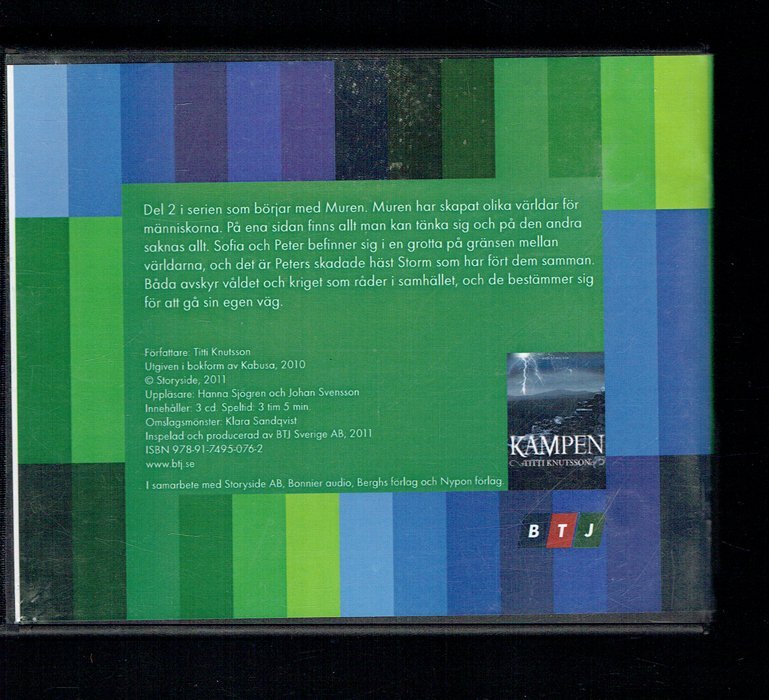 Del 2 i serien som börjar med Muren. Muren har skapat olika världar för
människorna. På ena sidan finns allt man kan tänka sig och på den andra
saknas allt. Sofia och Peter befinner sig i en grotta på gränsen mellan
världarna, och det är Peters skadade häst Storm som har fört dem samman.
Båda avskyr våldet och kriget som råder i samhället, och de bestämmer sig
för att gå sin egen väg.
Författare: Titti Knutsson
Utgiven i bokform av Kabusa, 2010
© Storyside, 2011
Uppläsare: Hanna Sjögren och Johan Svensson
Innehåller: 3 cd. Speltid: 3 tim 5 min.
Omslagsmönster: Klara Sandqvist
Inspelad och producerad av BTJ Sverige AB, 2011
ISBN 978-91-7495-076-2
www.btj.se
I samarbete med Storyside AB, Bonnier audio, Berghs förlag och Nypon förlag.
KAMPEN
TITTI KNUTSSON
BTJ